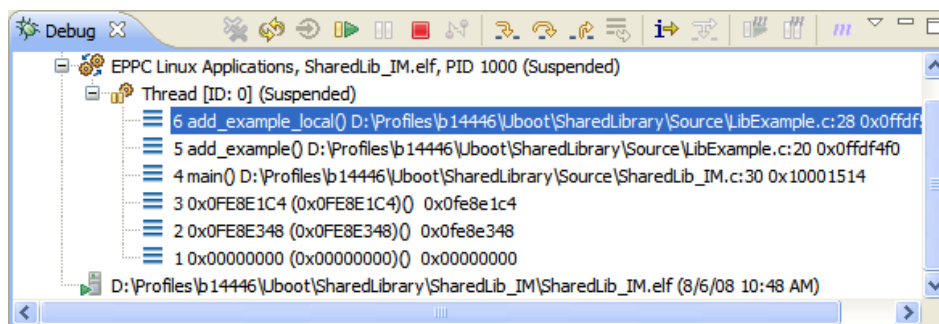 Debug
i
m
EPPC Linux Applications, SharedLib_IM.elf, PID 1000 (Suspended)
Thread [ID: 0] (Suspended)
6 add_example_local() D:\Profiles\b14446\Uboot\SharedLibrary\Source\LibExample.c:28
5 add_example() D:\Profiles\b14446\Uboot\SharedLibrary\Source\LibExample.c:20 0x0ffdf4f0
4 main() D:\Profiles\b14446\Uboot\SharedLibrary\Source\SharedLib_IM.c:30 0x10001514
3 0x0FE8E1C4 (0x0FE8E1C4)() 0x0fe8e1c4
2 0x0FE8E348 (0x0FE8E348)() 0x0fe8e348
1 0x00000000 (0x00000000)() 0x00000000
D:\Profiles\b14446\Uboot\SharedLibrary\SharedLib_IM\SharedLib_IM.elf (8/6/08 10:48 AM)